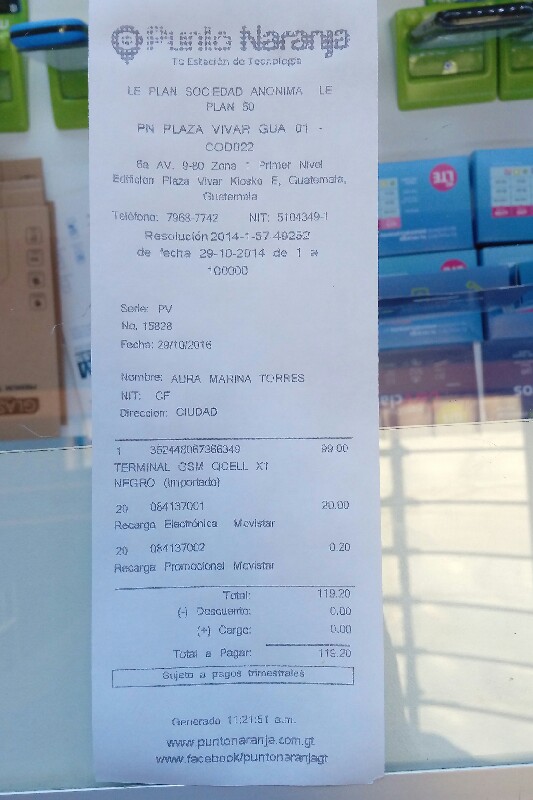 Punto Naranja
Tu Estación de Tecnología
LE PLAN SOCIEDAD ANONIMA LE
PLAN 50
PN PLAZA VIVAR GUA 01 -
COD022
6a AV. 9-80 Zona 1 Primer Nivel
Edificion Plaza Vivar Kiosko E, Guatemala,
Guatemala
Teléfono: 7968-7742 NIT: 5104349-1
Resolución 2014-1-57-49252
de fecha 29-10-2014 de 1 a
100000
Serie: PV
No. 15828
Fecha: 29/10/2016
Nombre: AURA MARINA TORRES
NIT: CF
Direccion: CIUDAD
1 352448067366349 99.00
TERMINAL GSM QCELL X1
NEGRO (Importado)
20 084137001 20.00
Recarga Electrónica Movistar
20 084137002 0.20
Recarga Promocional Movistar
Total: 119.20
(-) Descuento: 0.00
(+) Cargo: 0.00
Total a Pagar: 119.20
Sujeto a pagos trimestrales
Generada 11:21:51 a.m.
www.puntonaranja.com.gt
www.facebook/puntonaranjagt
LTE
GLAS